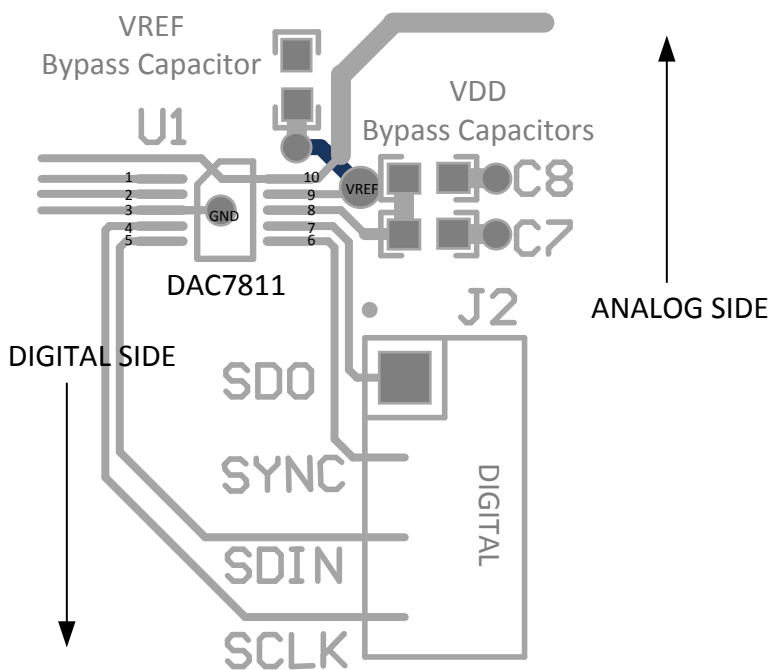 VREF
Bypass Capacitor
VDD
Bypass Capacitors
U1
1
2
3
4
5
10
9
8
7
6
GND
VREF
C8
C7
DAC7811
J2
ANALOG SIDE
DIGITAL SIDE
SDO
SYNC
SDIN
SCLK
DIGITAL